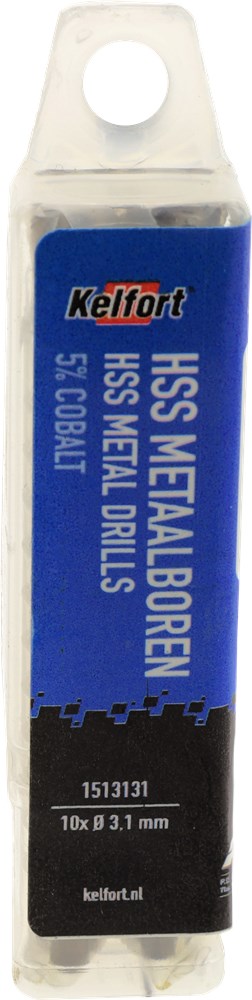 Kelfort
HSS METAALBOREN
HSS METAL DRILLS
5% COBALT
1513131
10x Ø 3,1 mm
kelfort.nl